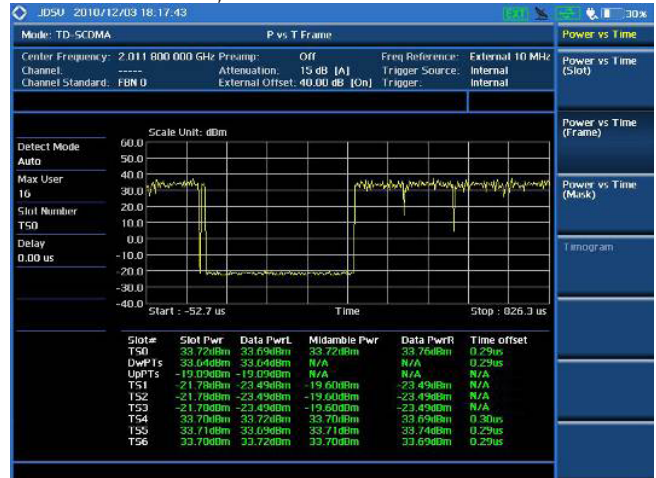 JDSU 2010/12/03 18:17:43 EXT 30%
Mode: TD-SCDMA P vs T Frame
Center Frequency: 2.011 800 000 GHz Preamp: Off Freq Reference: External 10 MHz
Channel: ----- Attenuation: 15 dB [A] Trigger Source: Internal
Channel Standard: FBN 0 External Offset: 40.00 dB [On] Trigger: Internal
Power vs Time
Power vs Time
(Slot)
Power vs Time
(Frame)
Power vs Time
(Mask)
Timogram
Detect Mode
Auto
Max User
16
Slot Number
TS0
Delay
0.00 us
Scale Unit: dBm
60.0
50.0
40.0
30.0
20.0
10.0
0.0
-10.0
-20.0
-30.0
-40.0
Start : -52.7 us Time Stop : 826.3 us
Slot# Slot Pwr Data PwrL Midamble Pwr Data PwrR Time offset
TS0 33.72dBm 33.69dBm 33.72dBm 33.76dBm 0.29us
DwPTs 33.64dBm 33.64dBm N/A N/A 0.29us
UpPTs -19.09dBm -19.09dBm N/A N/A N/A
TS1 -21.78dBm -23.49dBm -19.60dBm -23.49dBm N/A
TS2 -21.78dBm -23.49dBm -19.60dBm -23.49dBm N/A
TS3 -21.78dBm -23.49dBm -19.60dBm -23.49dBm N/A
TS4 33.70dBm 33.72dBm 33.70dBm 33.69dBm 0.30us
TS5 33.71dBm 33.69dBm 33.71dBm 33.74dBm 0.29us
TS6 33.70dBm 33.72dBm 33.70dBm 33.69dBm 0.29us